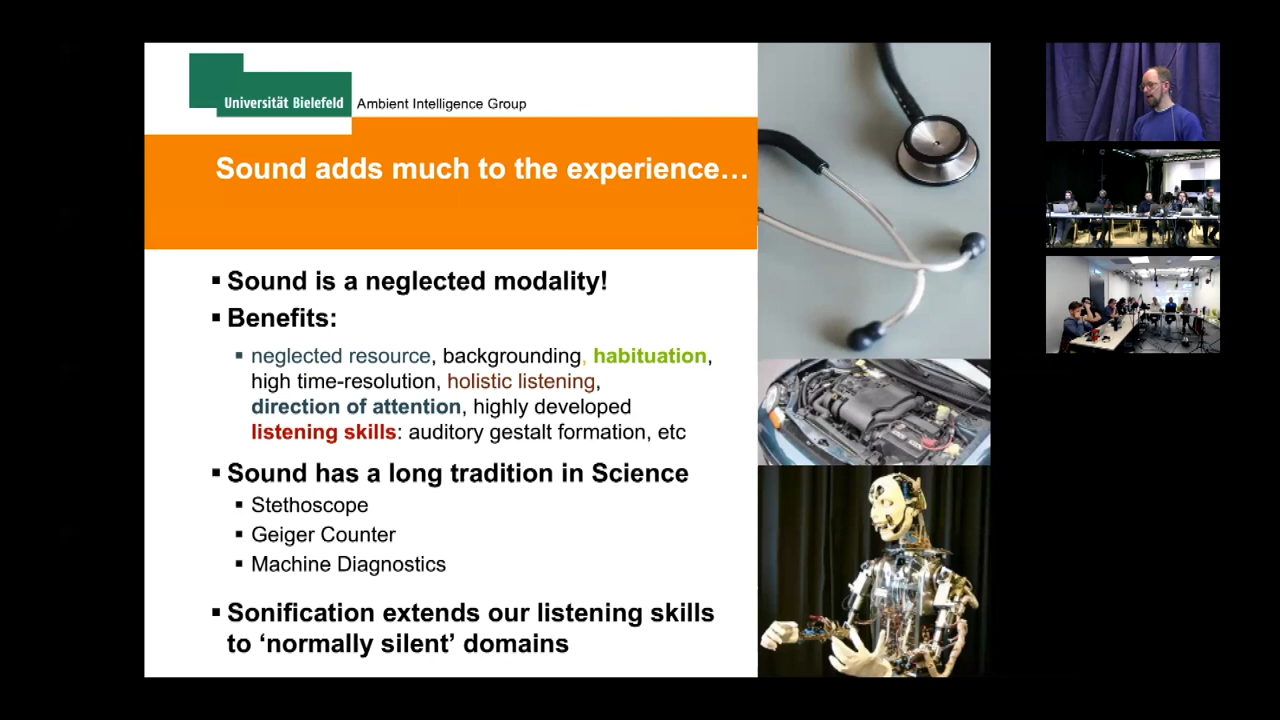 Universität Bielefeld Ambient Intelligence Group
Sound adds much to the experience...
▪ Sound is a neglected modality!
▪ Benefits:
▪ neglected resource, backgrounding, habituation,
high time-resolution, holistic listening,
direction of attention, highly developed
listening skills: auditory gestalt formation, etc
▪ Sound has a long tradition in Science
▪ Stethoscope
▪ Geiger Counter
▪ Machine Diagnostics
▪ Sonification extends our listening skills
to ‘normally silent’ domains